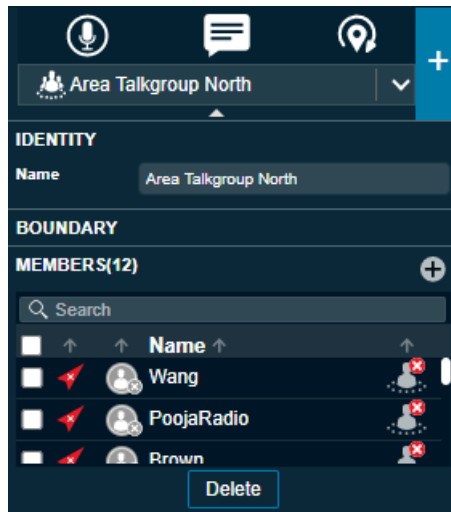 Area Talkgroup North
IDENTITY
Name Area Talkgroup North
BOUNDARY
MEMBERS(12)
Search
Name
Wang
PoojaRadio
Brown
Delete